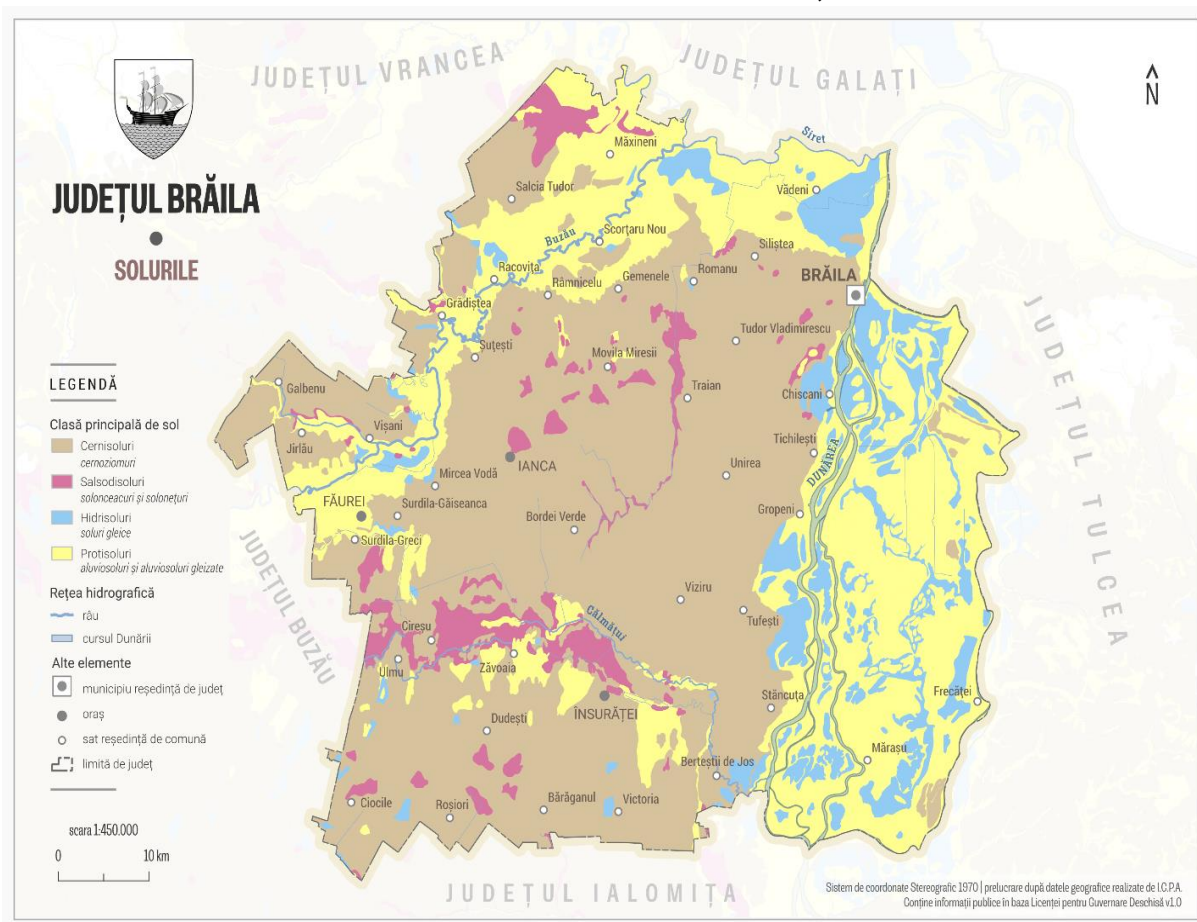 JUDEȚUL VRANCEA
JUDEȚUL GALAȚI
N
JUDEȚUL BRĂILA
SOLURILE
LEGENDĂ
Clasă principală de sol
Cernisoluri
cernoziomuri
Salsodisoluri
solonceacuri și solonețuri
Hidrisoluri
soluri gleice
Protisoluri
aluviosoluri și aluviosoluri gleizate
Rețea hidrografică
râu
cursul Dunării
Alte elemente
municipiu reședință de județ
oraș
sat reședință de comună
limită de județ
scara 1:450.000
0 10 km
Siret
Măxineni
Vădeni
Salcia Tudor
Buzău
Scorțaru Nou
Siliștea
Racovița
Râmnicelu
Gemenele
Romanu
BRĂILA
Grădiștea
Tudor Vladimirescu
Șuțești
Movila Miresii
Galbenu
Traian
Chiscani
Vișani
Jirlău
Tichilești
IANCA
Unirea
DUNĂREA
Mircea Vodă
FĂUREI
Surdila-Găiseanca
Bordei Verde
Gropeni
Surdila-Greci
Viziru
Tufești
Călmățui
Cireșu
Ulmu
Zăvoaia
Stăncuța
Frecăței
ÎNSURĂȚEI
Dudești
Mărașu
Berteștii de Jos
Ciocile
Roșiori
Bărăganul
Victoria
JUDEȚUL TULCEA
JUDEȚUL BUZĂU
JUDEȚUL IALOMIȚA
Sistem de coordonate Stereografic 1970 | prelucrare după datele geografice realizate de I.C.P.A.
Conține informații publice în baza Licenței pentru Guvernare Deschisă v1.0